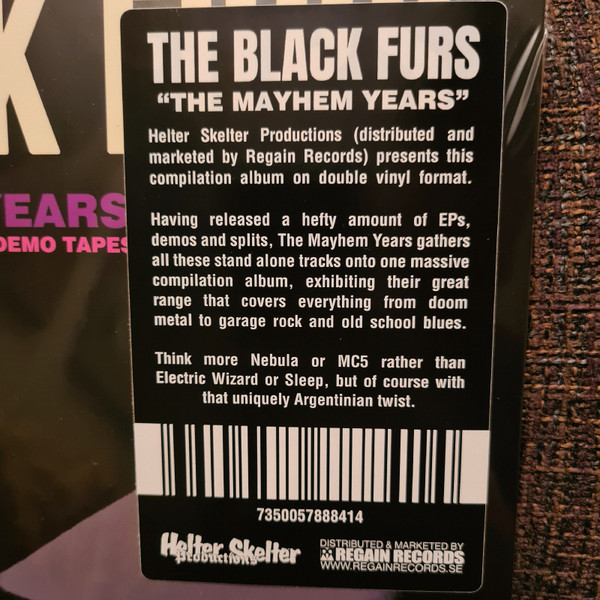 K
YEARS
DEMO TAPES
THE BLACK FURS
“THE MAYHEM YEARS”
Helter Skelter Productions (distributed and
marketed by Regain Records) presents this
compilation album on double vinyl format.
Having released a hefty amount of EPs,
demos and splits, The Mayhem Years gathers
all these stand alone tracks onto one massive
compilation album, exhibiting their great
range that covers everything from doom
metal to garage rock and old school blues.
Think more Nebula or MC5 rather than
Electric Wizard or Sleep, but of course with
that uniquely Argentinian twist.
7350057888414
Helter Skelter
Productions
DISTRIBUTED & MARKETED BY
REGAIN RECORDS
WWW.REGAINRECORDS.SE